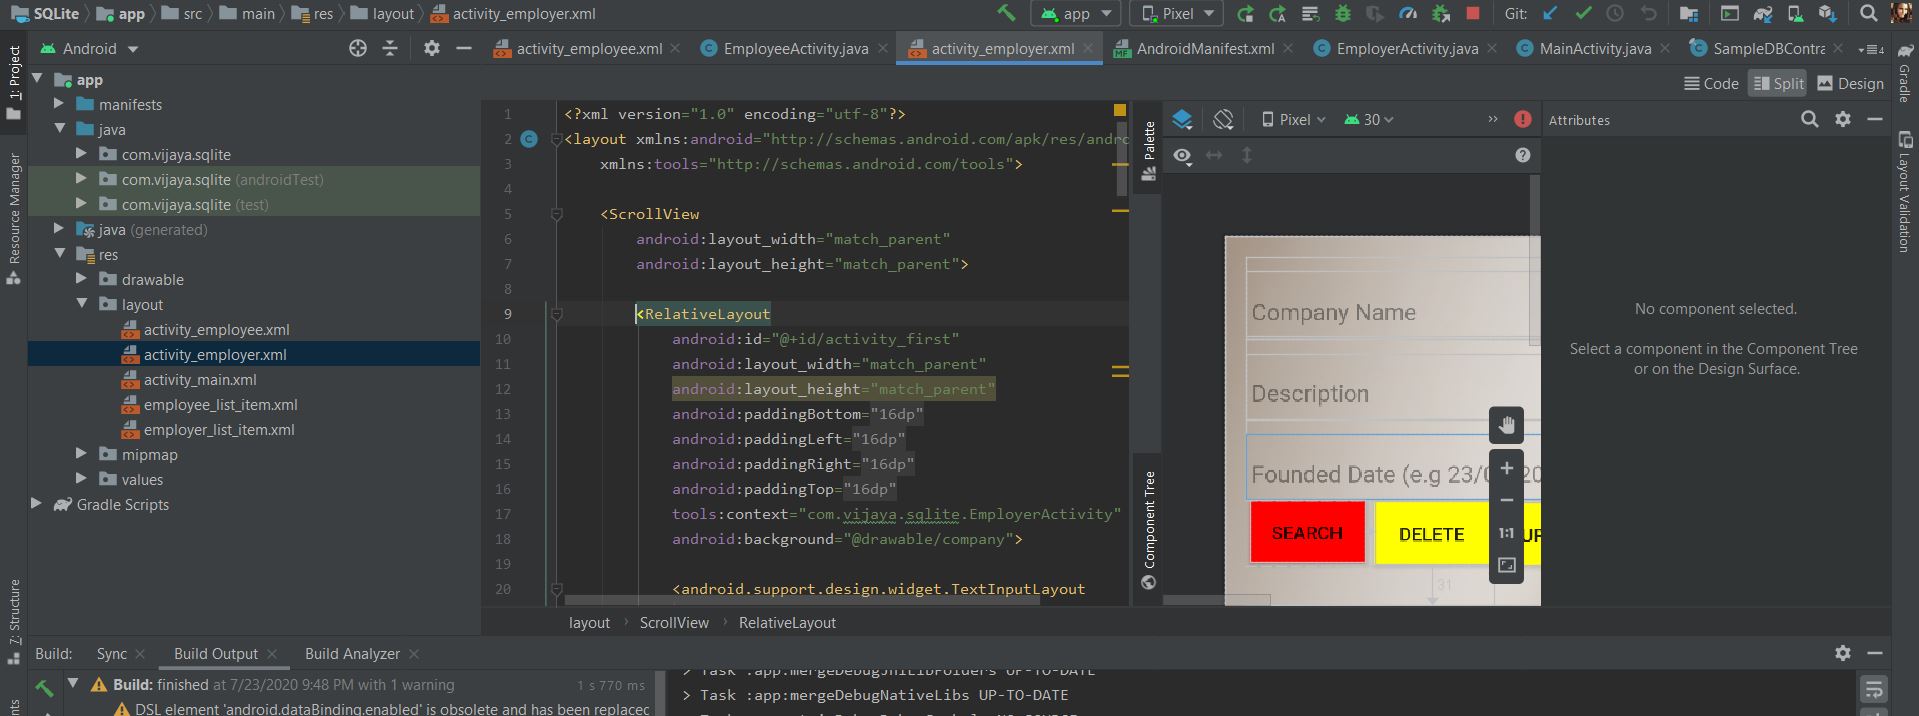 SQLite app src main res layout activity_employer.xml app Pixel Git:
1: Project
Resource Manager
7: Structure
Android
app
manifests
java
com.vijaya.sqlite
com.vijaya.sqlite (androidTest)
com.vijaya.sqlite (test)
java (generated)
res
drawable
layout
activity_employee.xml
activity_employer.xml
activity_main.xml
employee_list_item.xml
employer_list_item.xml
mipmap
values
Gradle Scripts
activity_employee.xml EmployeeActivity.java activity_employer.xml AndroidManifest.xml EmployerActivity.java MainActivity.java SampleDBContra 4
Code Split Design
1 <?xml version="1.0" encoding="utf-8"?>
2 <layout xmlns:android="http://schemas.android.com/apk/res/andro
3 xmlns:tools="http://schemas.android.com/tools">
4
5 <ScrollView
6 android:layout_width="match_parent"
7 android:layout_height="match_parent">
8
9 <RelativeLayout
10 android:id="@+id/activity_first"
11 android:layout_width="match_parent"
12 android:layout_height="match_parent"
13 android:paddingBottom="16dp"
14 android:paddingLeft="16dp"
15 android:paddingRight="16dp"
16 android:paddingTop="16dp"
17 tools:context="com.vijaya.sqlite.EmployerActivity"
18 android:background="@drawable/company">
19
20 <android.support.design.widget.TextInputLayout
layout ScrollView RelativeLayout
Palette
Component Tree
Pixel 30 »
Company Name
Description
Founded Date (e.g 23/0 20
SEARCH DELETE UP
1:1
31
Attributes
No component selected.
Select a component in the Component Tree
or on the Design Surface.
Gradle
Layout Validation
Build: Sync Build Output Build Analyzer
Build: finished at 7/23/2020 9:48 PM with 1 warning 1 s 770 ms
DSL element 'android.dataBinding.enabled' is obsolete and has been replaced
> Task :app:mergeDebugJniLibFolders UP-TO-DATE
> Task :app:mergeDebugNativeLibs UP-TO-DATE